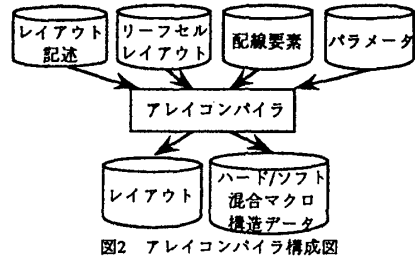 レイアウト
記述
リーフセル
レイアウト
配線要素
パラメータ
アレイコンパイラ
レイアウト
ハード/ソフト
混合マクロ
構造データ
図2 アレイコンパイラ構成図